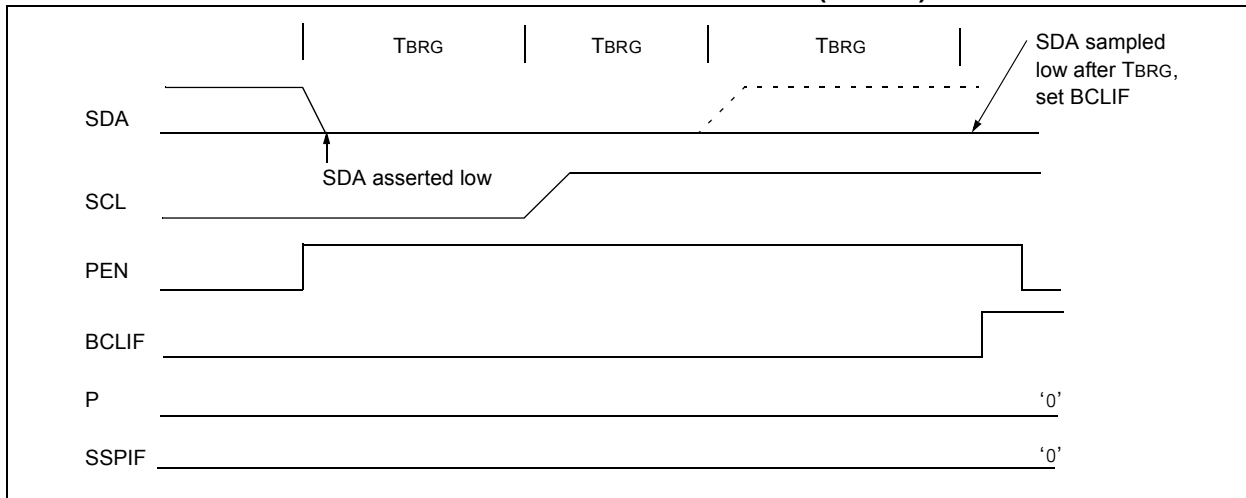 TBRG TBRG TBRG
SDA sampled
low after TBRG,
set BCLIF
SDA
SDA asserted low
SCL
PEN
BCLIF
P
‘0’
SSPIF
‘0’